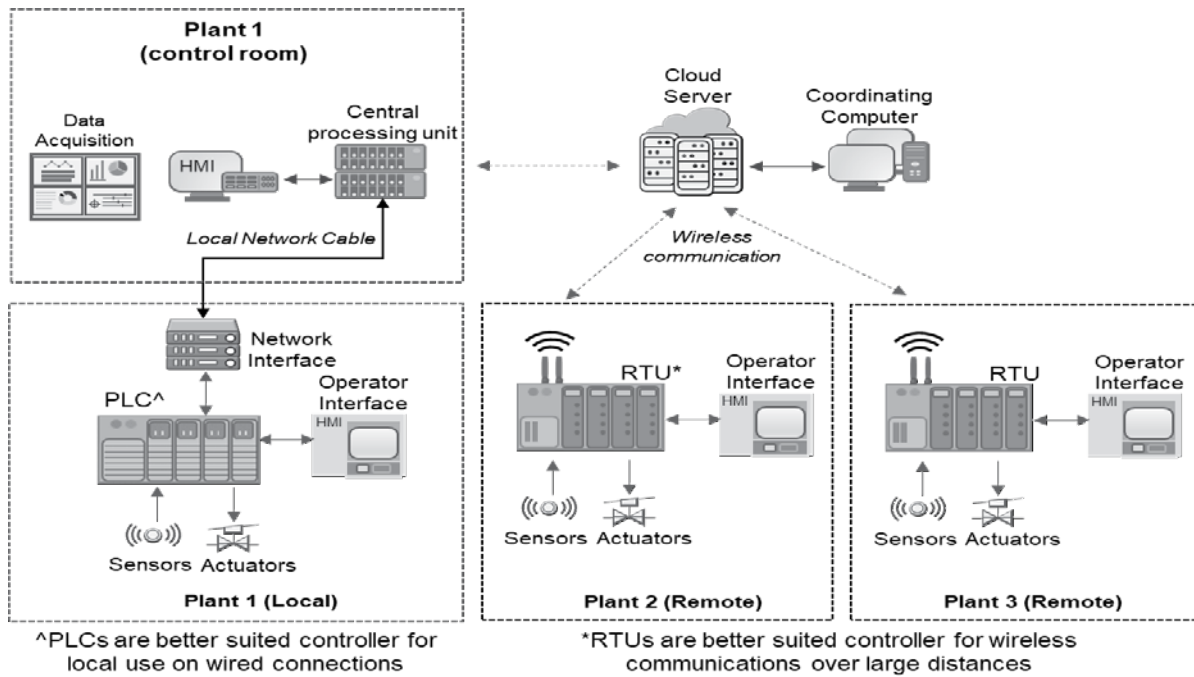 Plant 1
(control room)
Data
Acquisition
HMI
Central
processing unit
Local Network Cable
Cloud
Server
Coordinating
Computer
Wireless
communication
Network
Interface
PLC^
Operator
Interface
HMI
Sensors
Actuators
Plant 1 (Local)
RTU*
Operator
Interface
HMI
Sensors
Actuators
Plant 2 (Remote)
RTU
Operator
Interface
HMI
Sensors
Actuators
Plant 3 (Remote)
^PLCs are better suited controller for
local use on wired connections
*RTUs are better suited controller for wireless
communications over large distances